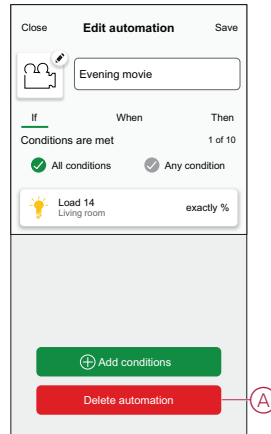 Close Edit automation Save
Evening movie
If When Then
Conditions are met 1 of 10
All conditions Any condition
Load 14
Living room exactly %
Add conditions
Delete automation A